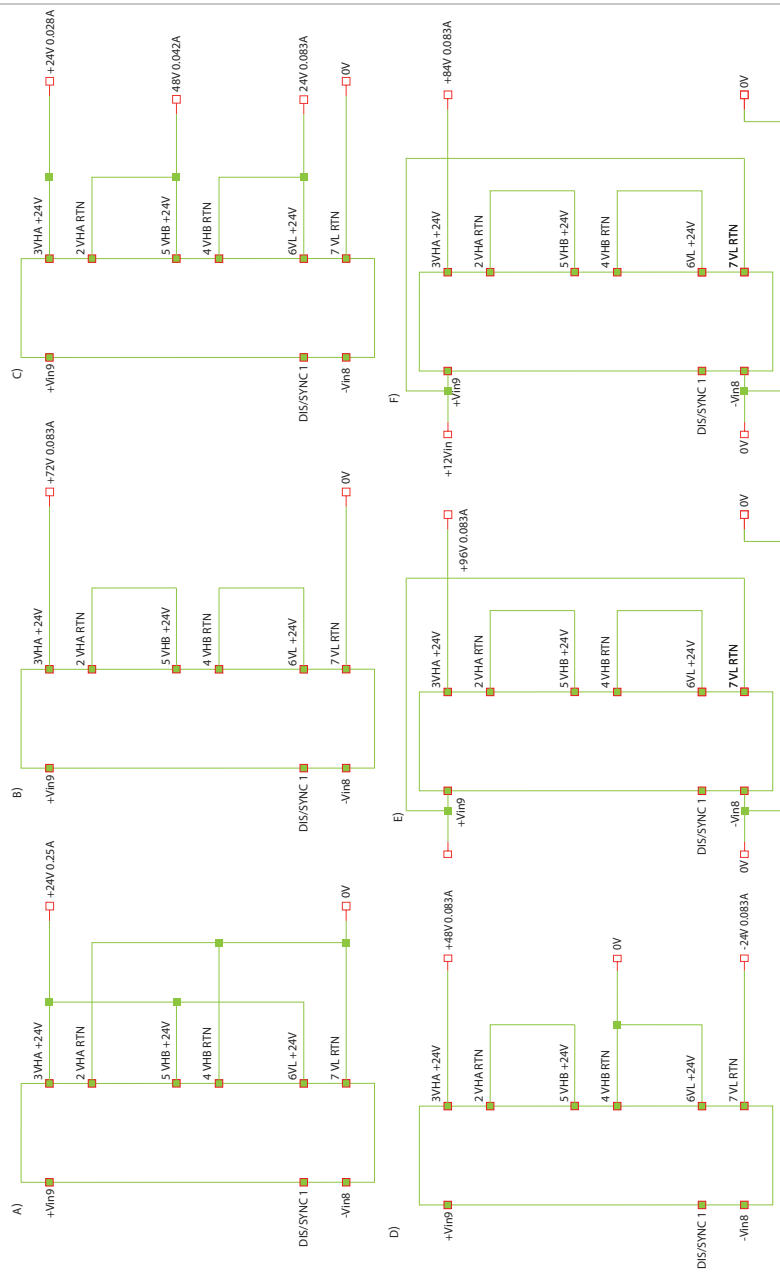 A)
+Vin9
DIS/SYNC 1
-Vin8
3VHA +24V
2 VHA RTN
5 VHB +24V
4 VHB RTN
6VL +24V
7 VL RTN
+24V 0.25A
0V
B)
+Vin9
DIS/SYNC 1
-Vin8
3VHA +24V
2 VHA RTN
5 VHB +24V
4 VHB RTN
6VL +24V
7 VL RTN
+72V 0.083A
0V
C)
+Vin9
DIS/SYNC 1
-Vin8
3VHA +24V
2 VHA RTN
5 VHB +24V
4 VHB RTN
6VL +24V
7 VL RTN
+24V 0.028A
48V 0.042A
24V 0.083A
0V
D)
+Vin9
DIS/SYNC 1
-Vin8
3VHA +24V
2 VHA RTN
5 VHB +24V
4 VHB RTN
6VL +24V
7 VL RTN
+48V 0.083A
0V
-24V 0.083A
E)
+Vin9
DIS/SYNC 1
-Vin8
0V
3VHA +24V
2 VHA RTN
5 VHB +24V
4 VHB RTN
6VL +24V
7 VL RTN
+96V 0.083A
0V
F)
+12Vin
+Vin9
DIS/SYNC 1
-Vin8
0V
3VHA +24V
2 VHA RTN
5 VHB +24V
4 VHB RTN
6VL +24V
7 VL RTN
+84V 0.083A
0V